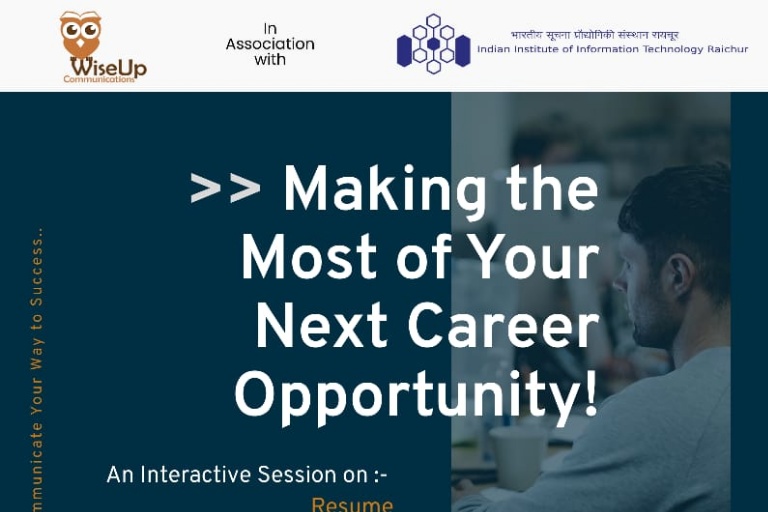 WiseUp
Communications
In
Association
with
भारतीय सूचना प्रौद्योगिकी संस्थान रायचूर
Indian Institute of Information Technology Raichur
>> Making the
Most of Your
Next Career
Opportunity!
Your Way to Success..
An Interactive Session on :-
Resume